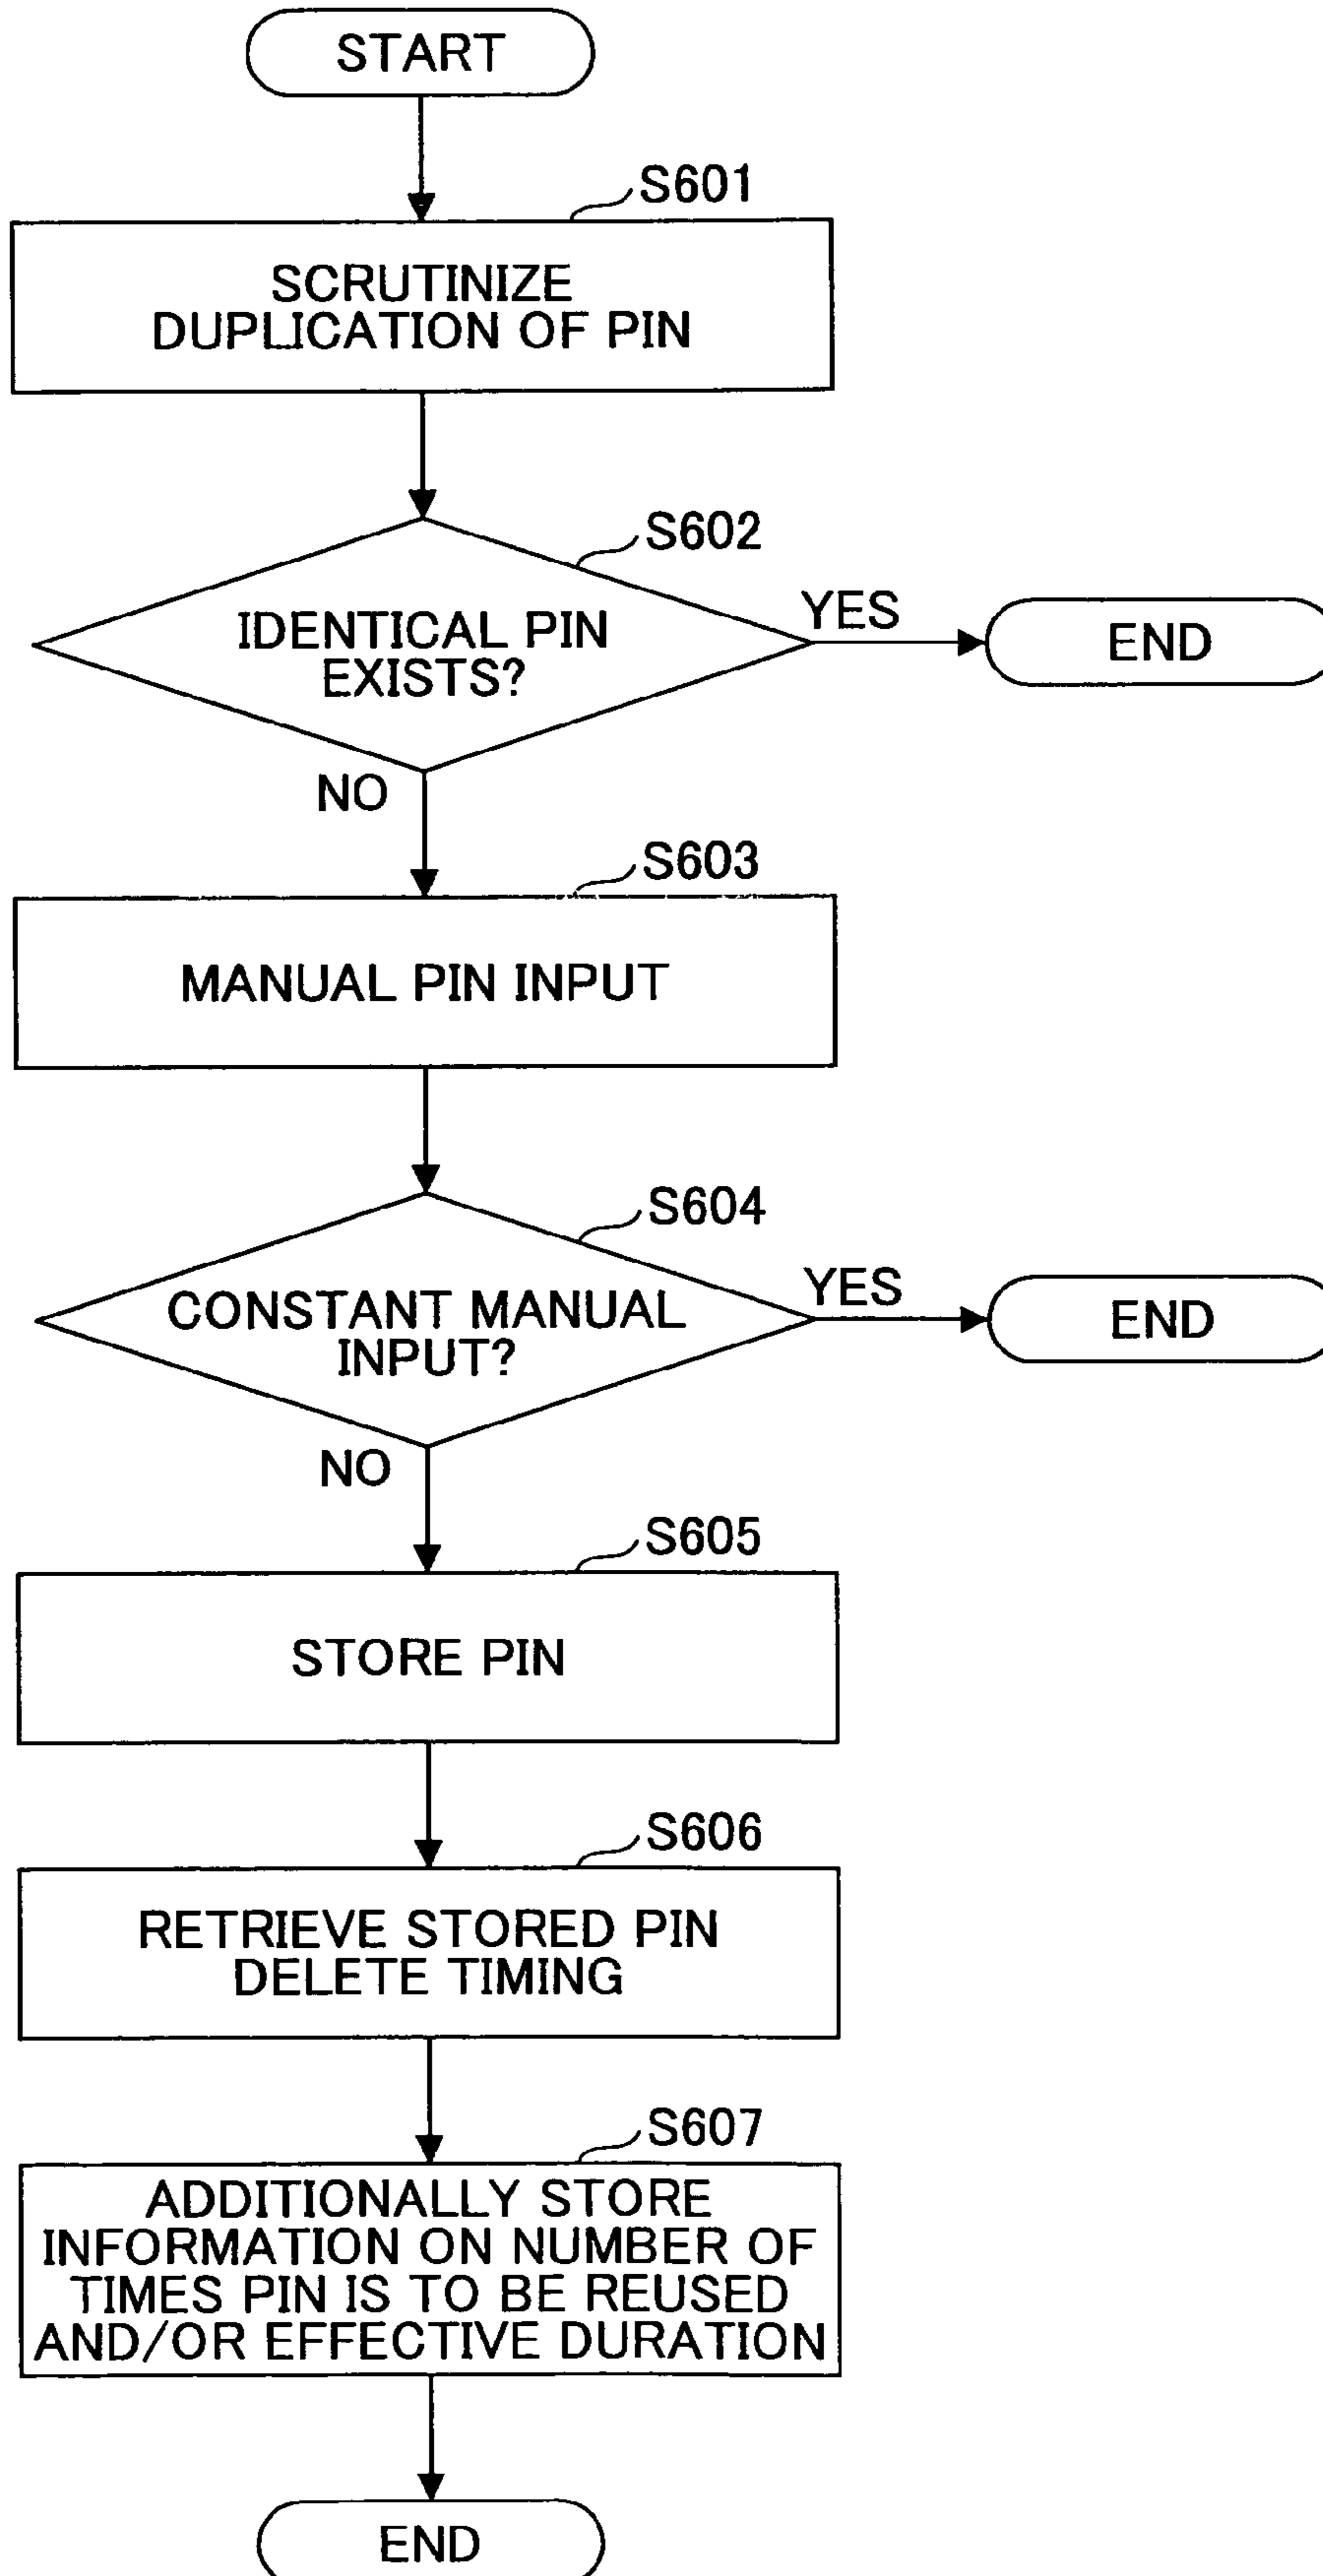 START
S601
SCRUTINIZE
DUPLICATION OF PIN
S602
IDENTICAL PIN
EXISTS?
YES
END
NO
S603
MANUAL PIN INPUT
S604
CONSTANT MANUAL
INPUT?
YES
END
NO
S605
STORE PIN
S606
RETRIEVE STORED PIN
DELETE TIMING
S607
ADDITIONALLY STORE
INFORMATION ON NUMBER OF
TIMES PIN IS TO BE REUSED
AND/OR EFFECTIVE DURATION
END